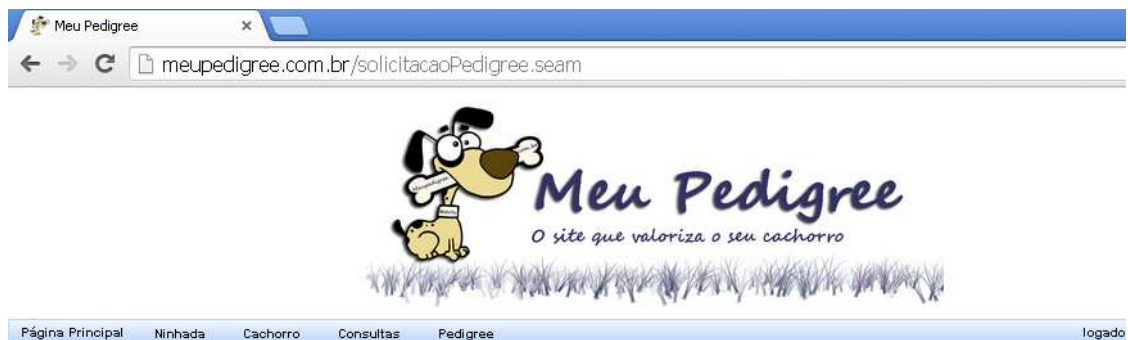 Meu Pedigree
meupedigree.com.br/solicitacaoPedigree.seam
Meu Pedigree
O site que valoriza o seu cachorro
Página Principal Ninhada Cachorro Consultas Pedigree logado